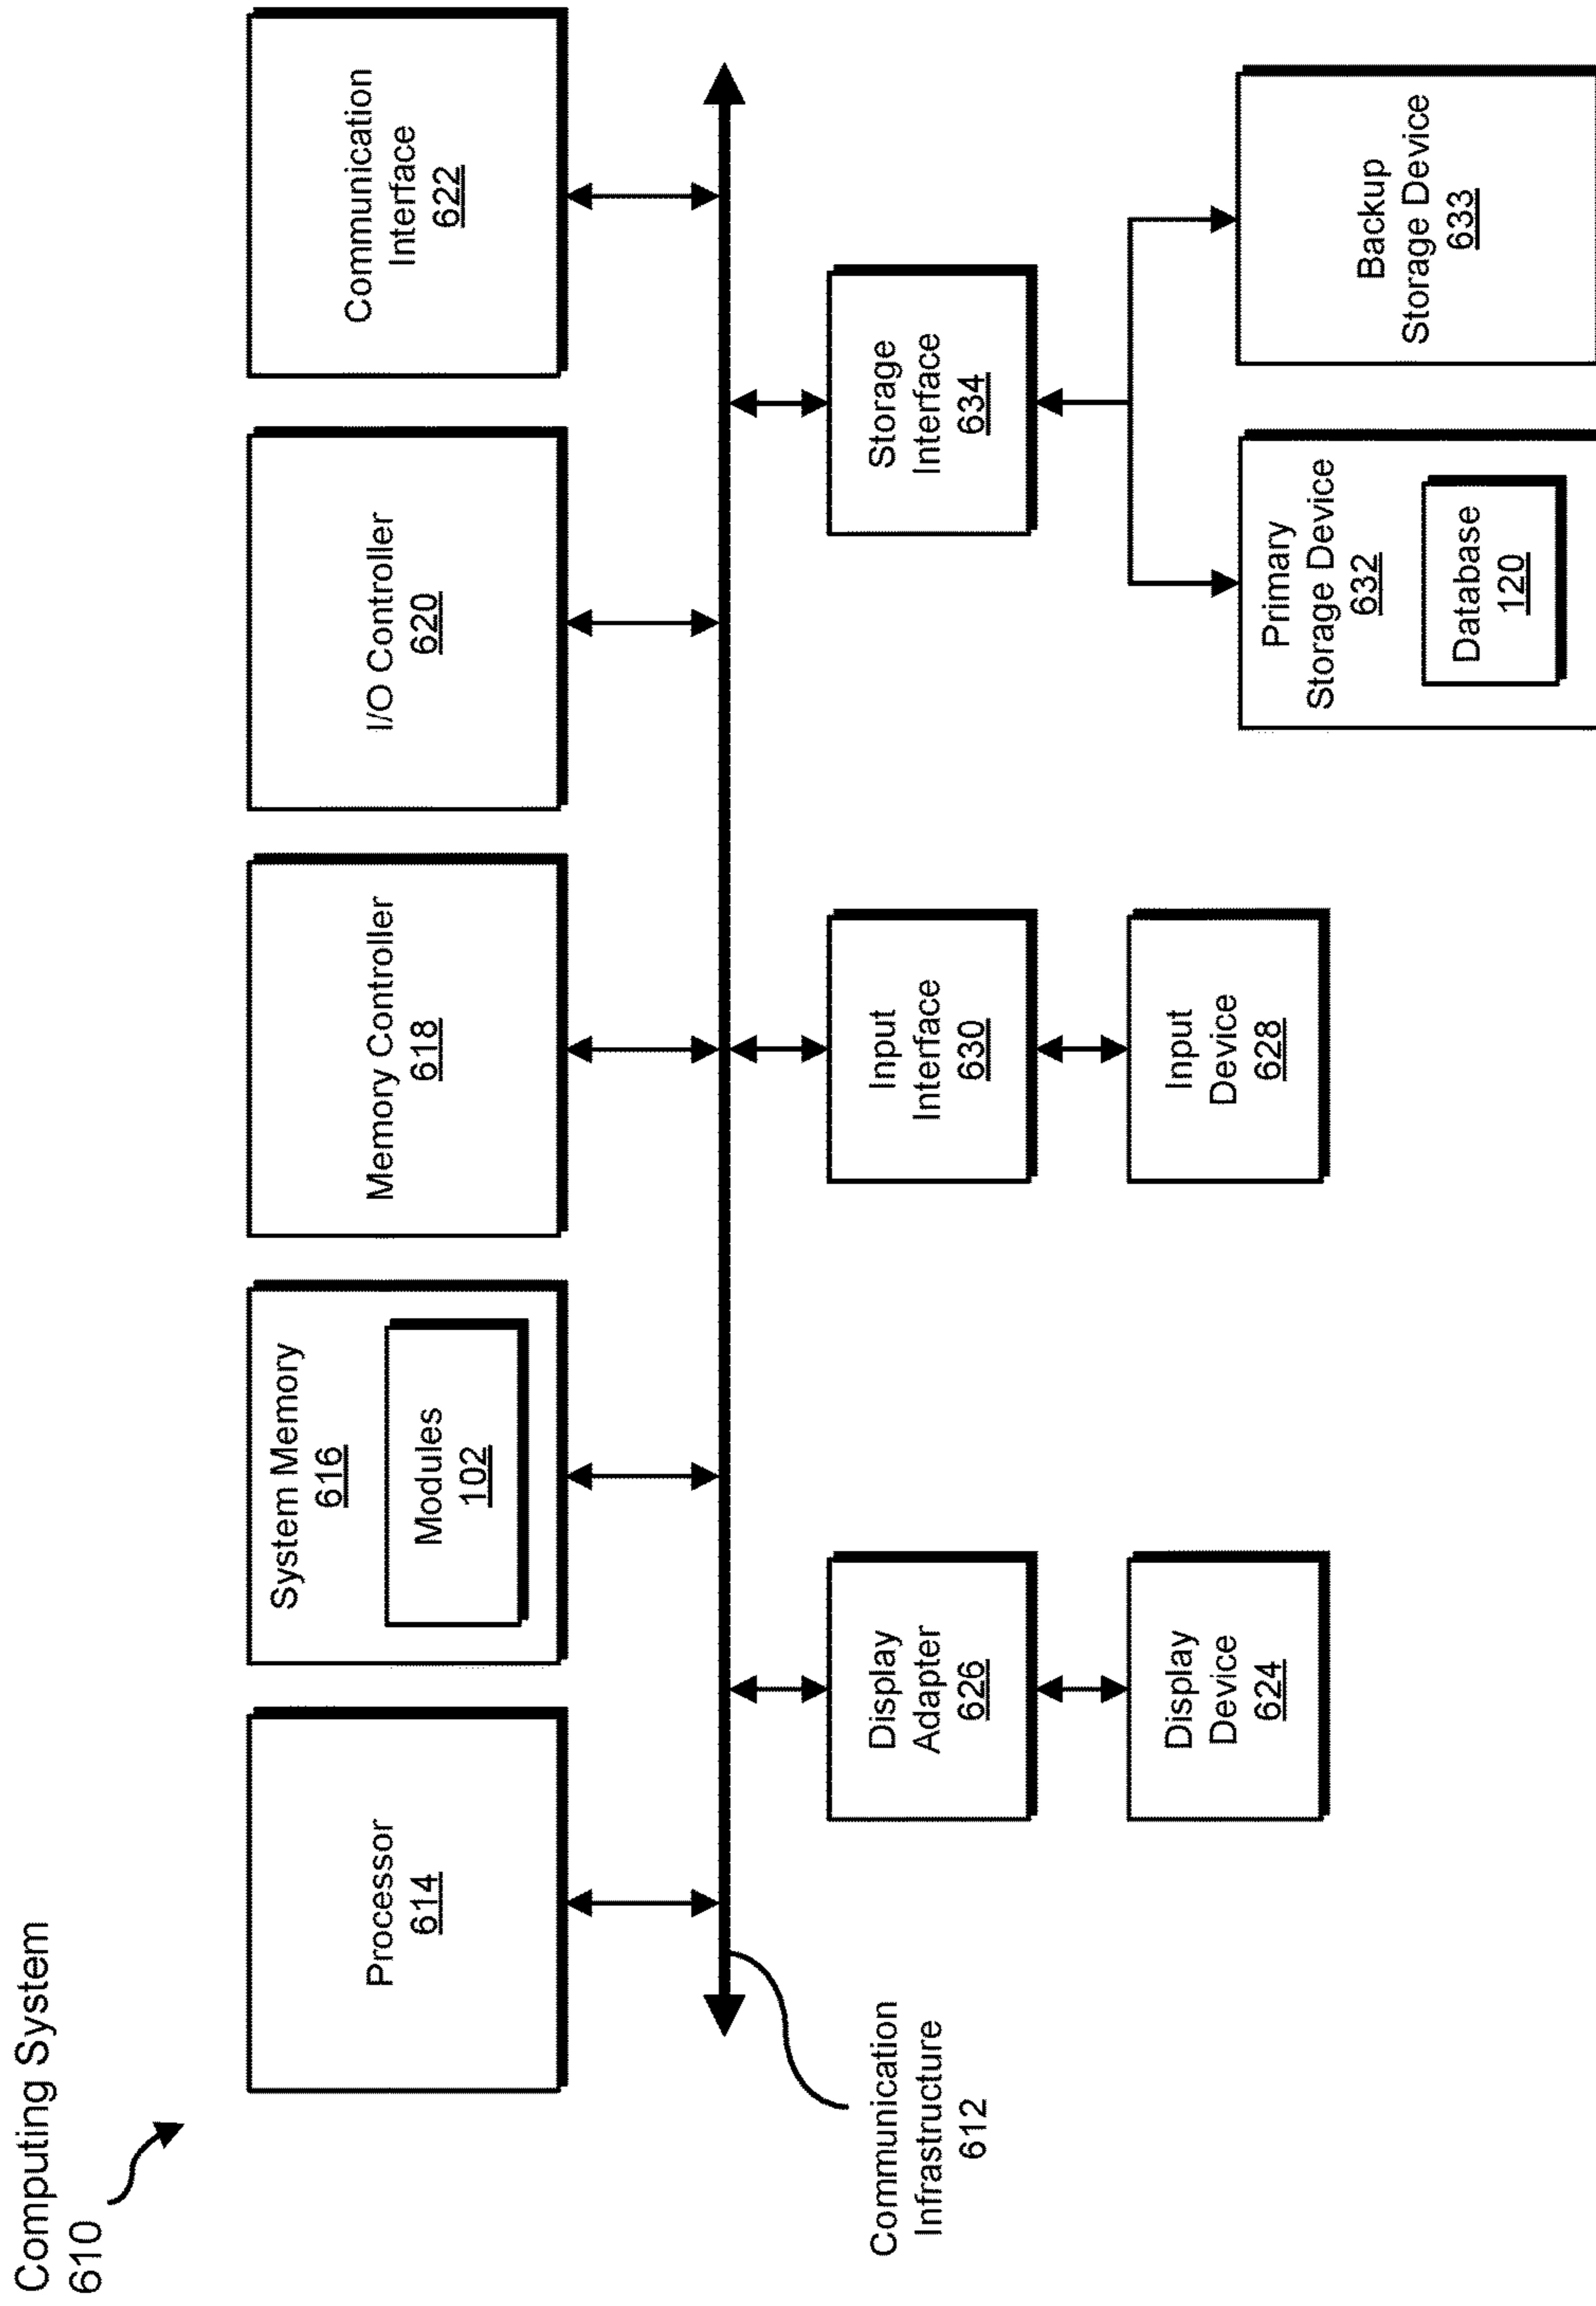 Computing System
610
Processor
614
System Memory
616
Modules
102
Memory Controller
618
I/O Controller
620
Communication
Interface
622
Communication
Infrastructure
612
Display
Adapter
626
Input
Interface
630
Storage
Interface
634
Display
Device
624
Input
Device
628
Primary
Storage Device
632
Database
120
Backup
Storage Device
633